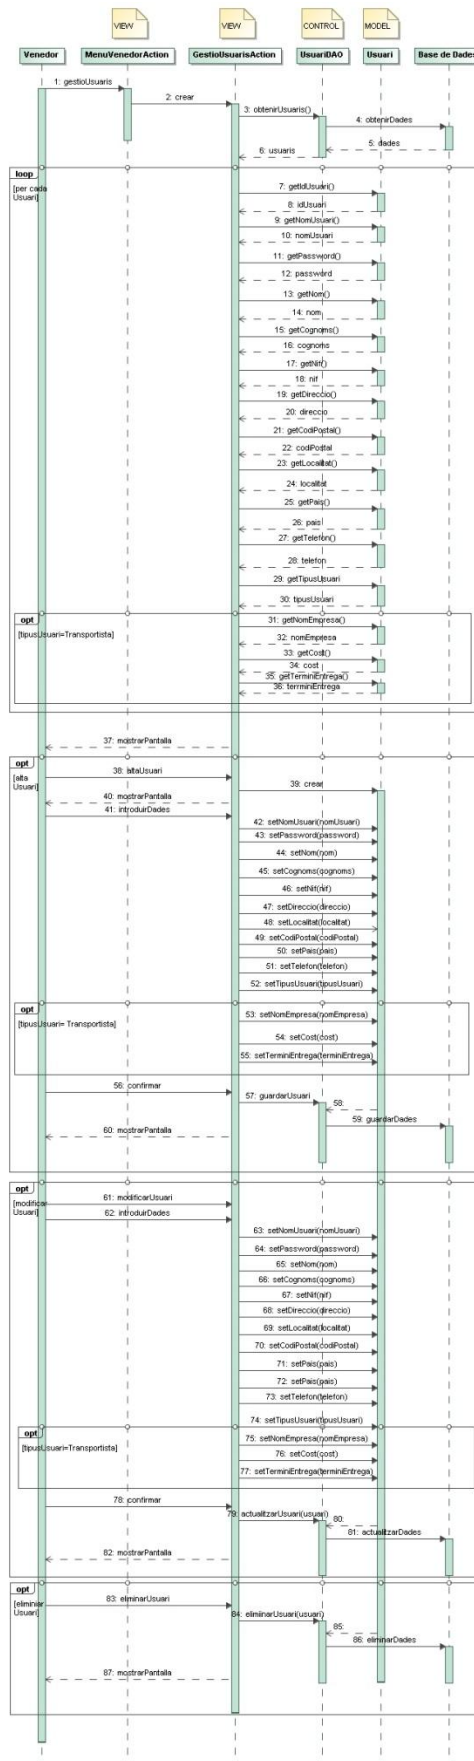 VIEW
VIEW
CONTROL
MODEL
Venedor
MenuVenedorAction
GestioUsuarisAction
UsuariDAO
Usuari
Base de Dades
1: gestioUsuaris
2: crear
3: obtenirUsuaris()
4: obtenirDades
5: dades
6: usuaris
loop
[per cada
Usuari]
7: getIdUsuari()
8: idUsuari
9: getNomUsuari()
10: nomUsuari
11: getPassword()
12: password
13: getNom()
14: nom
15: getCognoms()
16: cognoms
17: getNif()
18: nif
19: getDireccio()
20: direccio
21: getCodiPostal()
22: codiPostal
23: getLocalitat()
24: localitat
25: getPais()
26: pais
27: getTelefon()
28: telefon
29: getTipusUsuari
30: tipusUsuari
opt
[tipusUsuari=Transportista]
31: getNomEmpresa()
32: nomEmpresa
33: getCost()
34: cost
35: getTerminiEntrega()
36: terrminiEntrega
37: mostrarPantalla
opt
[alta
Usuari]
38: altaUsuari
39: crear
40: mostrarPantalla
41: introduirDades
42: setNomUsuari(nomUsuari)
43: setPassword(password)
44: setNom(nom)
45: setCognoms(cognoms)
46: setNif(nif)
47: setDireccio(direccio)
48: setLocalitat(localitat)
49: setCodiPostal(codiPostal)
50: setPais(pais)
51: setTelefon(telefon)
52: setTipusUsuari(tipusUsuari)
opt
[tipusUsuari= Transportista]
53: setNomEmpresa(nomEmpresa)
54: setCost(cost)
55: setTerminiEntrega(terminiEntrega)
56: confirmar
57: guardarUsuari
58:
59: guardarDades
60: mostrarPantalla
opt
[modificar
Usuari]
61: modificarUsuari
62: introduirDades
63: setNomUsuari(nomUsuari)
64: setPassword(password)
65: setNom(nom)
66: setCognoms(cognoms)
67: setNif(nif)
68: setDireccio(direccio)
69: setLocalitat(localitat)
70: setCodiPostal(codiPostal)
71: setPais(pais)
72: setPais(pais)
73: setTelefon(telefon)
74: setTipusUsuari(tipusUsuari)
opt
[tipusUsuari=Transportista]
75: setNomEmpresa(nomEmpresa)
76: setCost(cost)
77: setTerminiEntrega(terminiEntrega)
78: confirmar
79: actualitzarUsuari(usuari)
80:
81: actualitzarDades
82: mostrarPantalla
opt
[eliminar
Usuari]
83: eliminarUsuari
84: eliminarUsuari(usuari)
85:
86: eliminarDades
87: mostrarPantalla